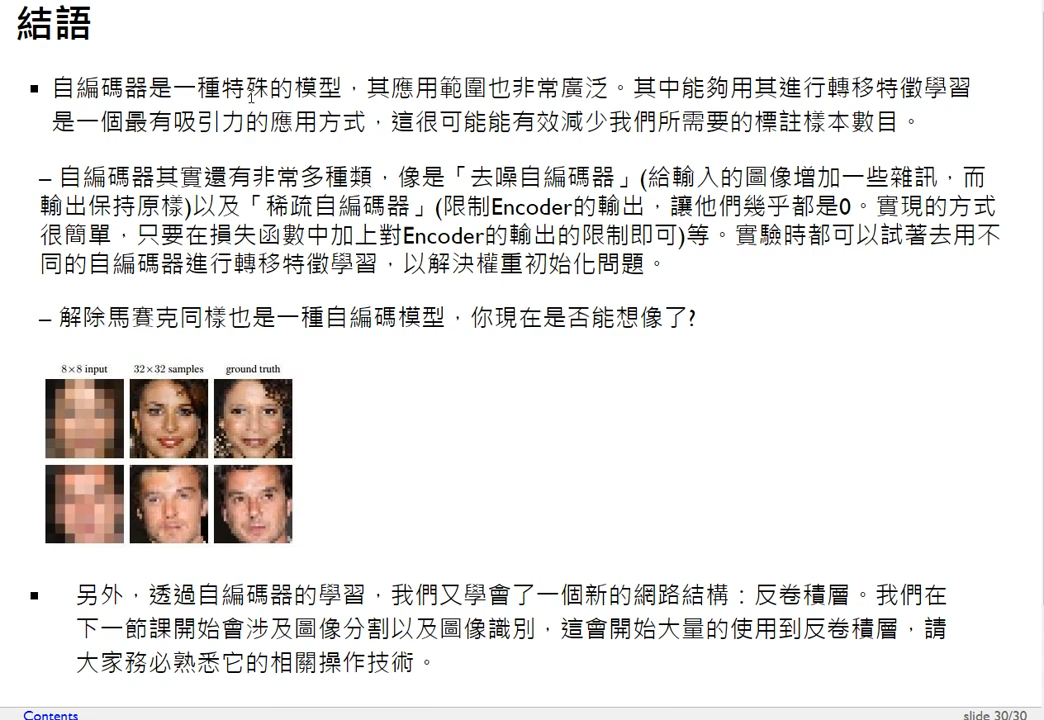 結語
▪ 自編碼器是一種特殊的模型，其應用範圍也非常廣泛。其中能夠用其進行轉移特徵學習
是一個最有吸引力的應用方式，這很可能能有效減少我們所需要的標註樣本數目。
– 自編碼器其實還有非常多種類，像是「去噪自編碼器」(給輸入的圖像增加一些雜訊，而
輸出保持原樣)以及「稀疏自編碼器」(限制Encoder的輸出，讓他們幾乎都是0。實現的方式
很簡單，只要在損失函數中加上對Encoder的輸出的限制即可)等。實驗時都可以試著去用不
同的自編碼器進行轉移特徵學習，以解決權重初始化問題。
– 解除馬賽克同樣也是一種自編碼模型，你現在是否能想像了?
8×8 input 32×32 samples ground truth
▪ 另外，透過自編碼器的學習，我們又學會了一個新的網路結構：反卷積層。我們在
下一節課開始會涉及圖像分割以及圖像識別，這會開始大量的使用到反卷積層，請
大家務必熟悉它的相關操作技術。
Contents slide 30/30